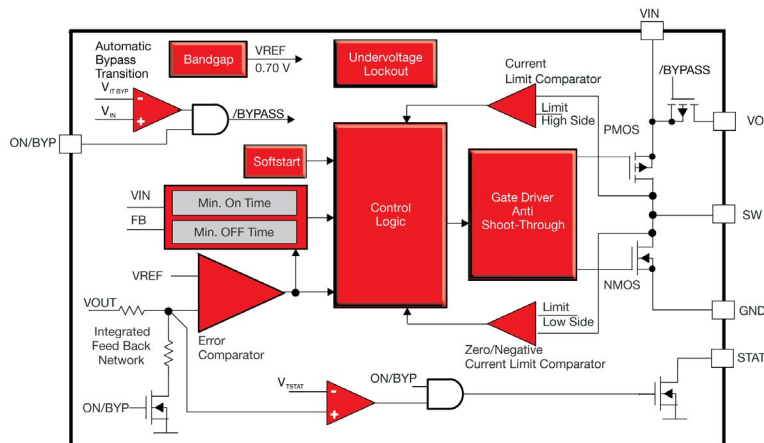 VIN
Automatic
Bypass
Transition
Bandgap
VREF
0.70 V
Undervoltage
Lockout
Current
Limit Comparator
/BYPASS
VIT BYP
-
VIN
+
/BYPASS
Limit
High Side
PMOS
VO
ON/BYP
Softstart
VIN
Min. On Time
FB
Min. OFF Time
Control
Logic
Gate Driver
Anti
Shoot-Through
SW
VREF
NMOS
VOUT
Integrated
Feed Back
Network
Error
Comparator
Limit
Low Side
GND
Zero/Negative
Current Limit Comparator
STAT
VTSTAT
-
ON/BYP
+
ON/BYP